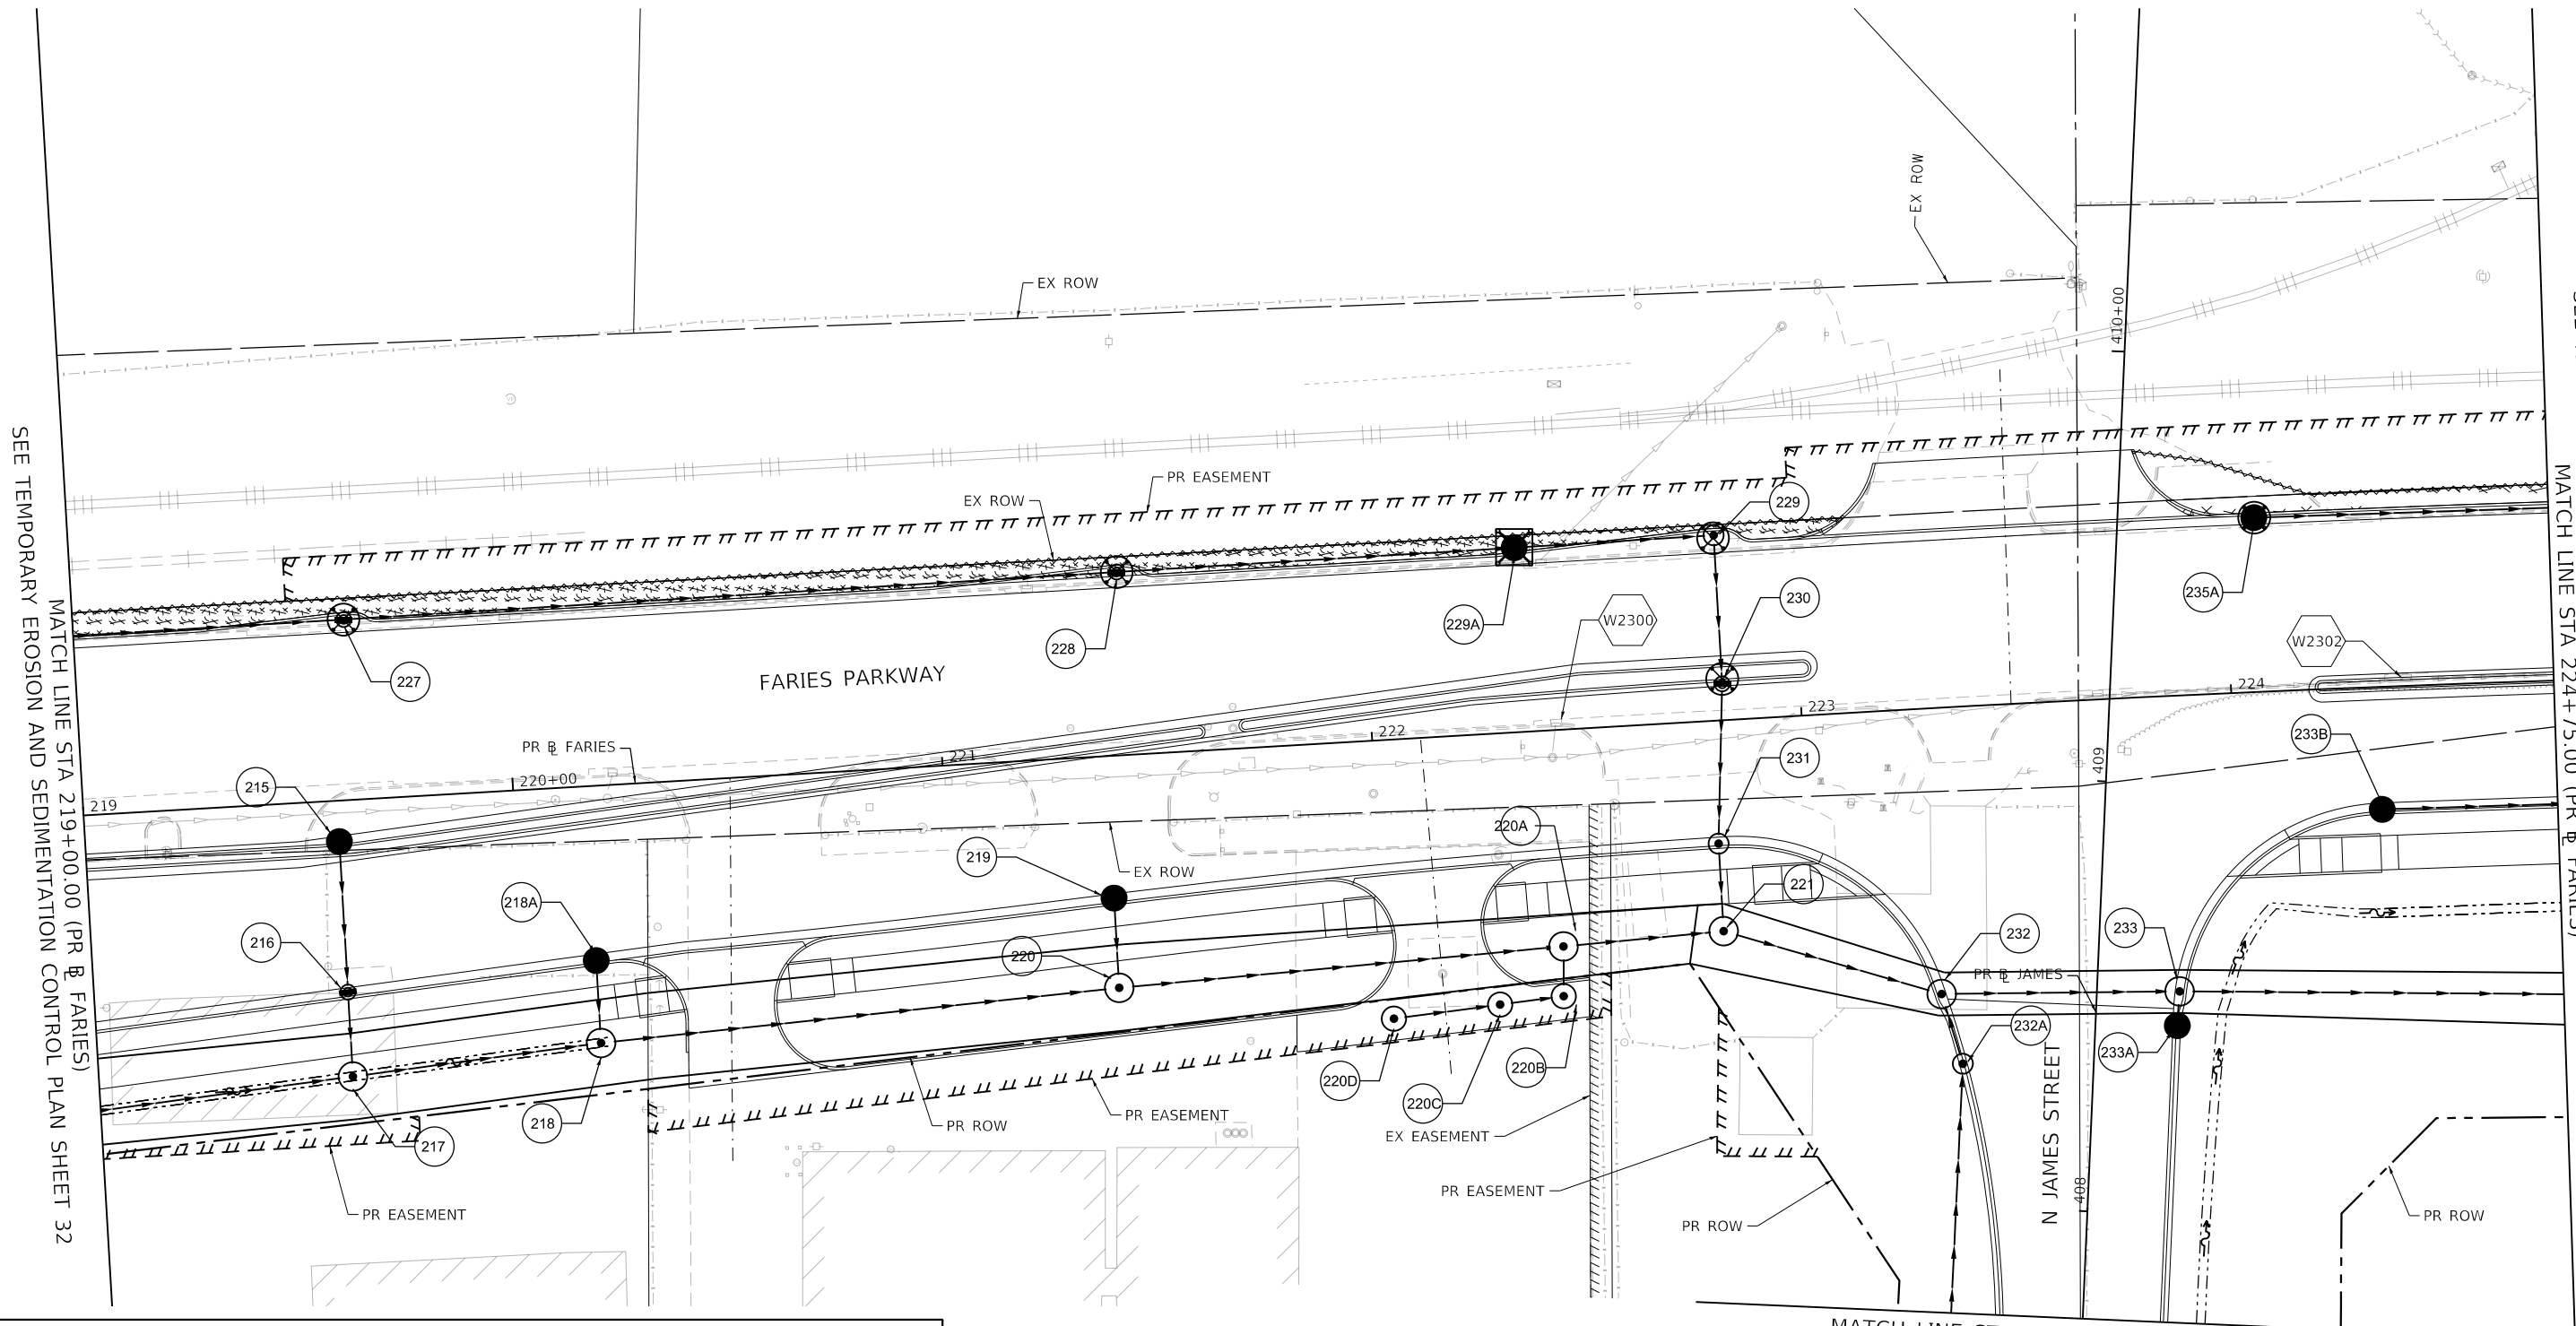 SEE TEMPORARY EROSION AND SEDIMENTATION CONTROL PLAN SHEET 32
MATCH LINE STA 219+00.00 (PR BL FARIES)
EX ROW
EX ROW
410+00
EX ROW
PR EASEMENT
229
227
228
229A
W2300
230
235A
W2302
FARIES PARKWAY
PR BL FARIES
219
220+00
221
222
223
224
215
231
409
233B
219
220A
EX ROW
221
218A
216
220
232
233
PR BL JAMES
232A
233A
220D
220C
220B
218
217
PR ROW
PR EASEMENT
EX EASEMENT
PR EASEMENT
PR EASEMENT
PR ROW
N JAMES STREET
408
PR ROW
MATCH LINE STA 224+75.00 (PR BL FARIES)